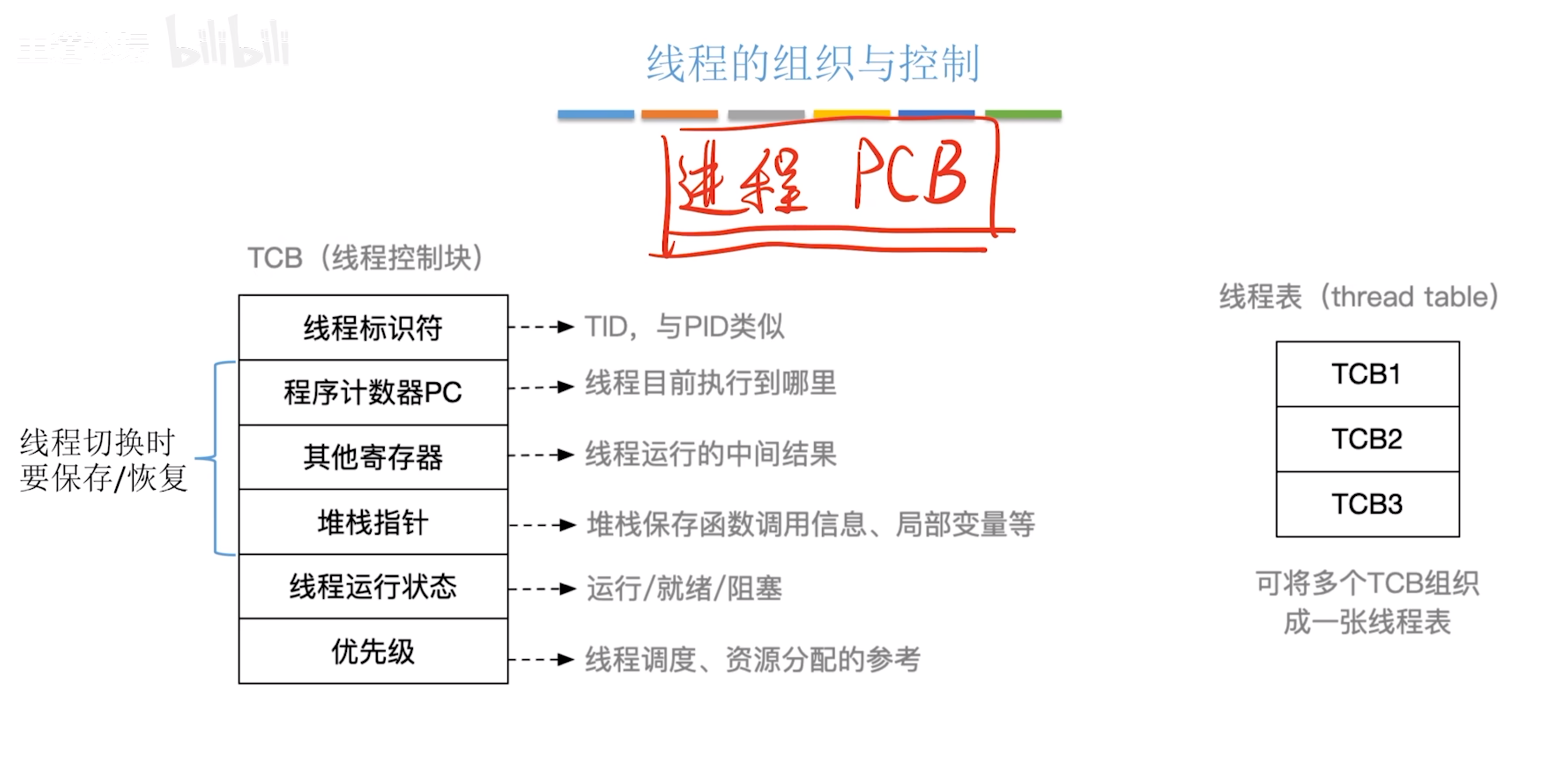 bilibili
线程的组织与控制
进程 PCB
TCB（线程控制块）
线程标识符
TID，与PID类似
程序计数器PC
线程目前执行到哪里
其他寄存器
线程运行的中间结果
堆栈指针
堆栈保存函数调用信息、局部变量等
线程运行状态
运行/就绪/阻塞
优先级
线程调度、资源分配的参考
线程切换时
要保存/恢复
线程表（thread table）
TCB1
TCB2
TCB3
可将多个TCB组织
成一张线程表